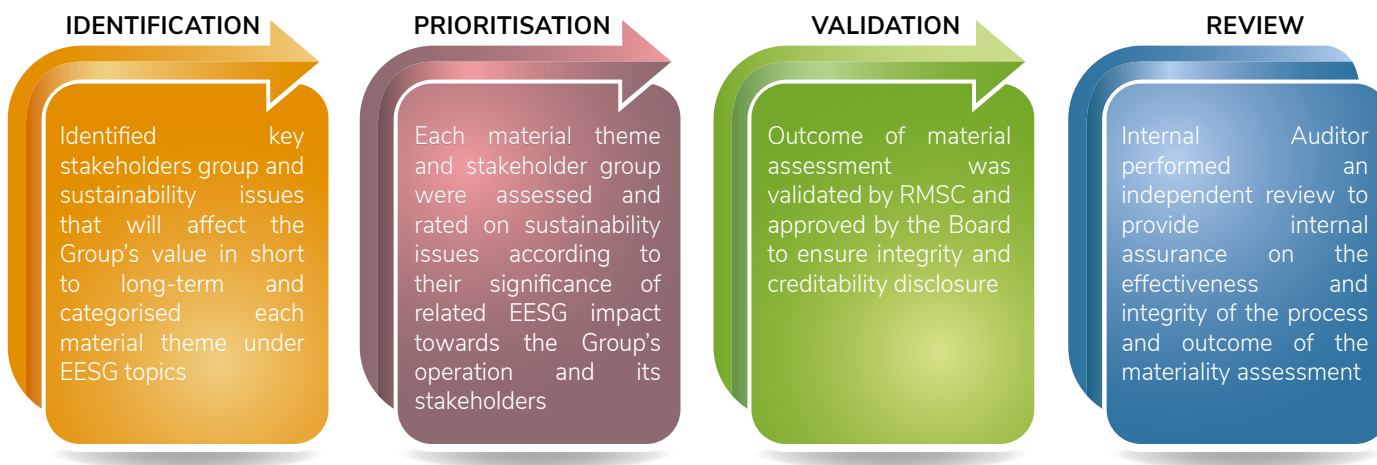 IDENTIFICATION
Identified key
stakeholders group and
sustainability issues
that will affect the
Group's value in short
to long-term and
categorised each
material theme under
EESG topics
PRIORITISATION
Each material theme
and stakeholder group
were assessed and
rated on sustainability
issues according to
their significance of
related EESG impact
towards the Group's
operation and its
stakeholders
VALIDATION
Outcome of material
assessment was
validated by RMSC and
approved by the Board
to ensure integrity and
creditability disclosure
REVIEW
Internal Auditor
performed an
independent review to
provide internal
assurance on the
effectiveness and
integrity of the process
and outcome of the
materiality assessment